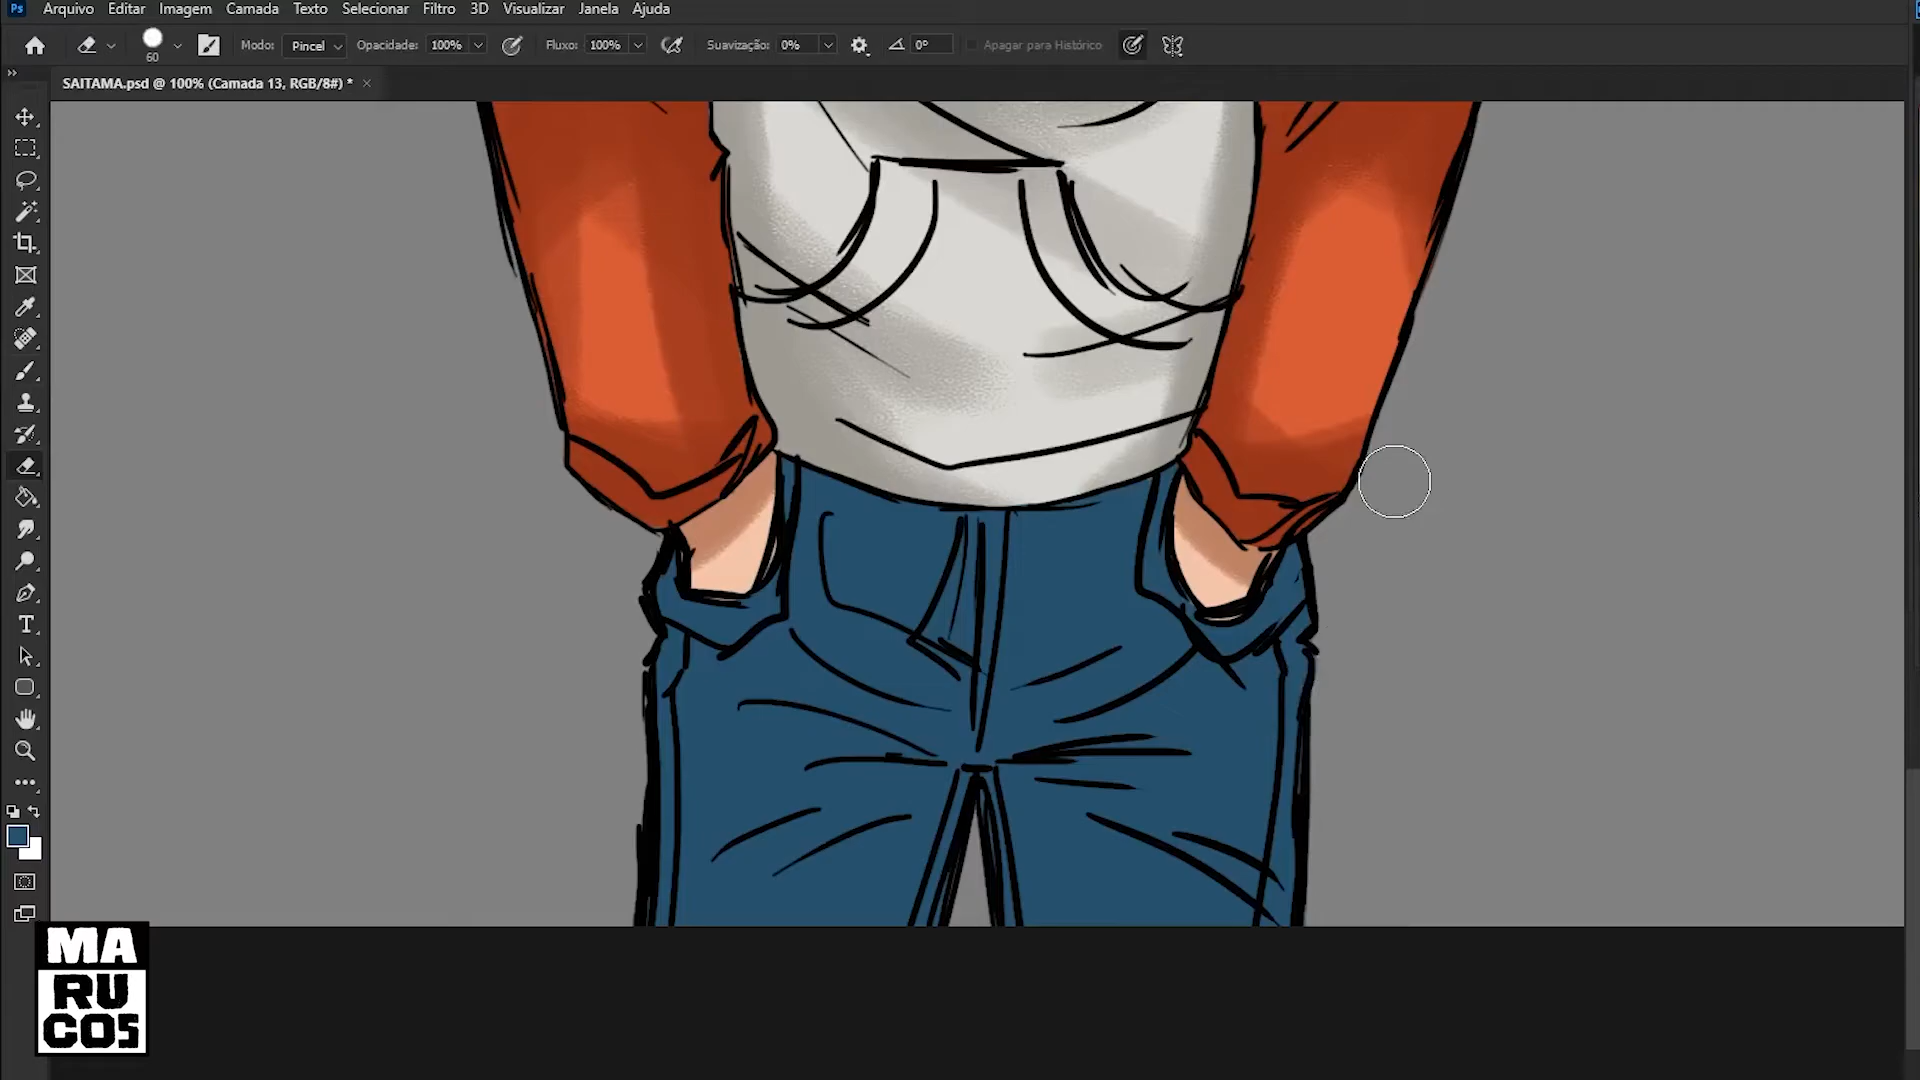 Ps Arquivo Editar Imagem Camada Texto Selecionar Filtro 3D Visualizar Janela Ajuda
60 Modo: Pincel Opacidade: 100% Fluxo: 100% Suavização: 0% 0° Apagar para Histórico
SAITAMA.psd @ 100% (Camada 13, RGB/8#) * ×
T
MA
RU
COS